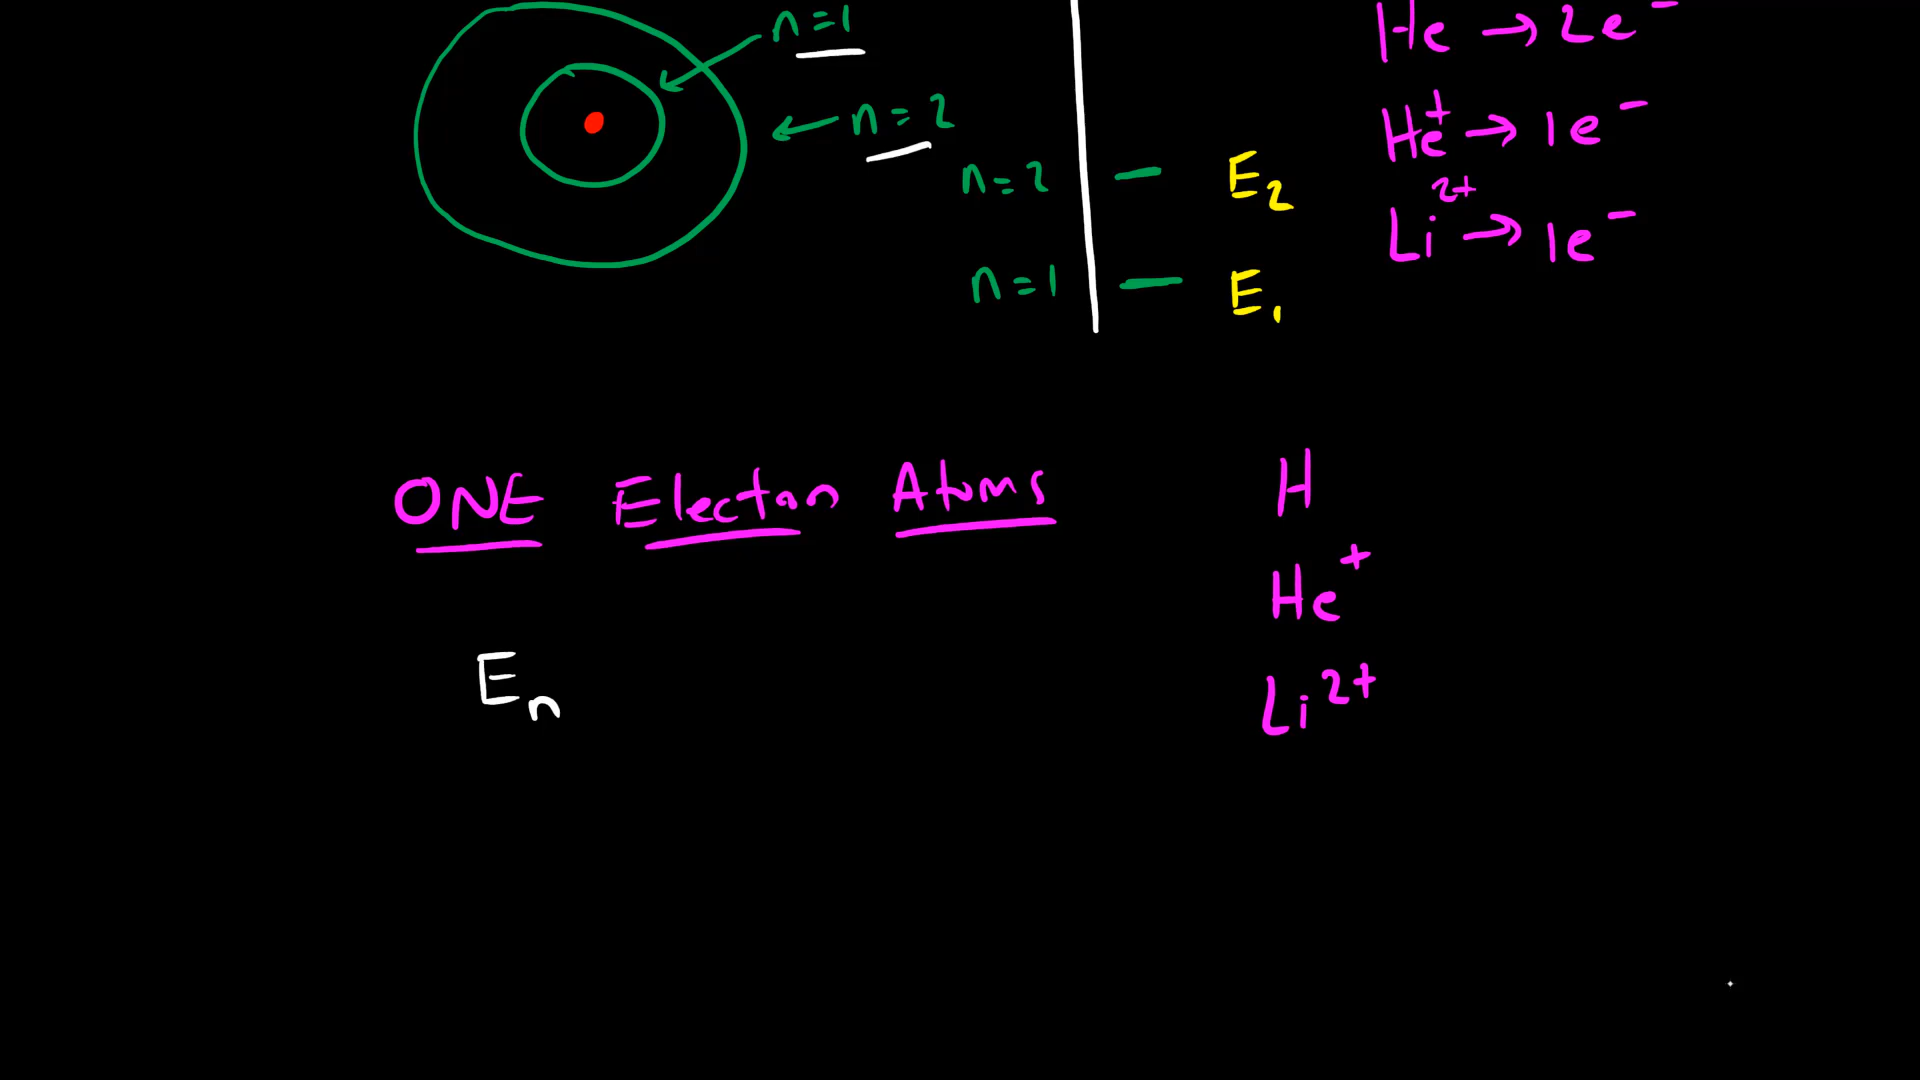 n=1
n=2
n=2 — E₂
n=1 — E₁
He → 2e⁻
He⁺ → 1e⁻
Li²⁺ → 1e⁻
ONE Electron Atoms
H
He⁺
Li²⁺
Eₙ